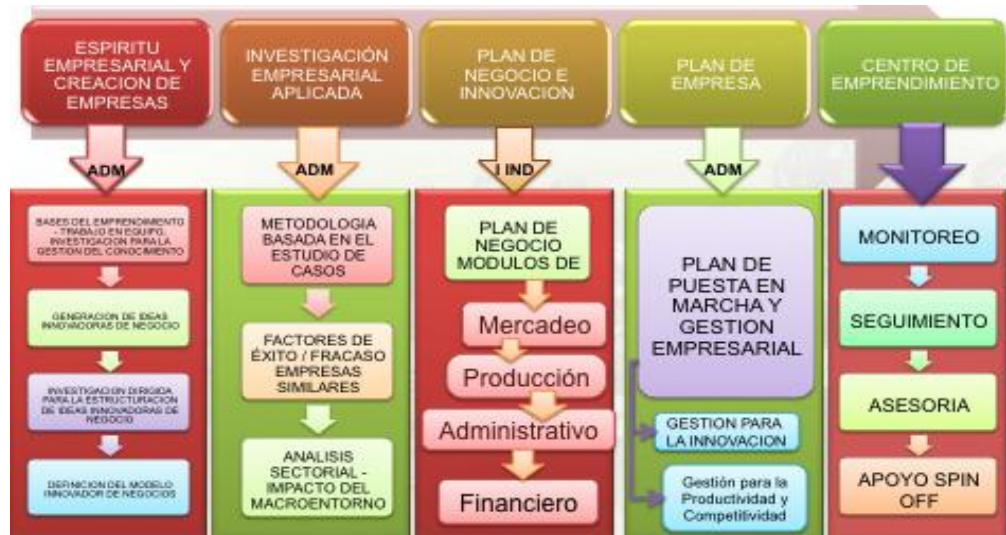 ESPIRITU
EMPRESARIAL Y
CREACION DE
EMPRESAS
INVESTIGACIÓN
EMPRESARIAL
APLICADA
PLAN DE
NEGOCIO E
INNOVACION
PLAN DE
EMPRESA
CENTRO DE
EMPRENDIMIENTO
ADM
ADM
I IND
ADM
BASES DEL EMPRENDIMIENTO
- TRABAJO EN EQUIPO,
INVESTIGACION PARA LA
GESTION DEL CONOCIMIENTO
GENERACION DE IDEAS
INNOVADORAS DE NEGOCIO
INVESTIGACION DIRIGIDA
PARA LA ESTRUCTURACION
DE IDEAS INNOVADORAS DE
NEGOCIO
DEFINICION DEL MODELO
INNOVADOR DE NEGOCIOS
METODOLOGIA
BASADA EN EL
ESTUDIO DE
CASOS
FACTORES DE
ÉXITO / FRACASO
EMPRESAS
SIMILARES
ANALISIS
SECTORIAL -
IMPACTO DEL
MACROENTORNO
PLAN DE
NEGOCIO
MODULOS DE
Mercadeo
Producción
Administrativo
Financiero
PLAN DE
PUESTA EN
MARCHA Y
GESTION
EMPRESARIAL
GESTION PARA
LA INNOVACION
Gestión para la
Productividad y
Competitividad
MONITOREO
SEGUIMIENTO
ASESORIA
APOYO SPIN
OFF